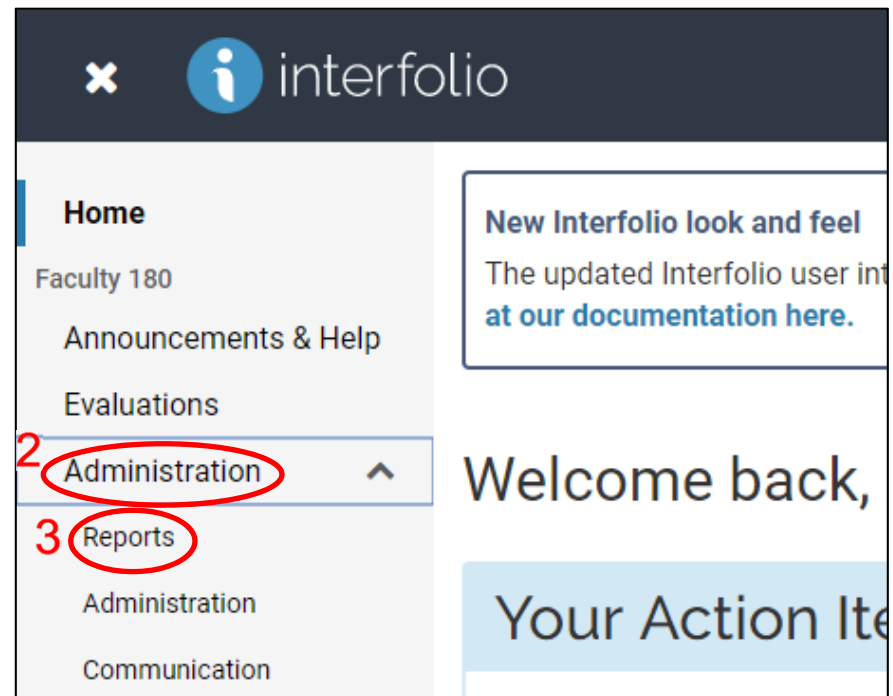 interfolio
Home
Faculty 180
Announcements & Help
Evaluations
2
Administration
3
Reports
Administration
Communication
New Interfolio look and feel
The updated Interfolio user int
at our documentation here.
Welcome back,
Your Action Ite